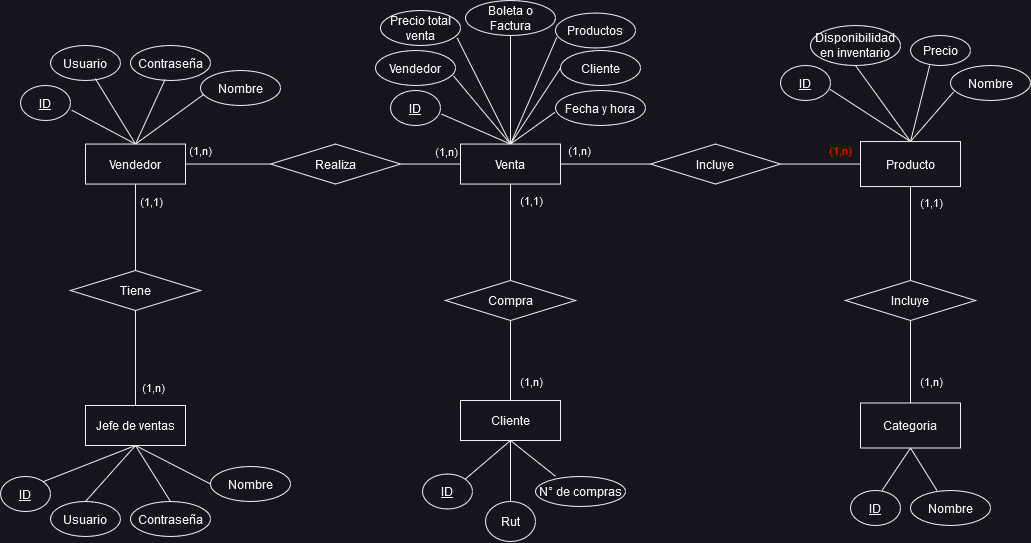 Precio total
venta
Boleta o
Factura
Productos
Disponibilidad
en inventario
Precio
Usuario
Contraseña
Vendedor
Cliente
ID
Nombre
ID
Nombre
ID
Fecha y hora
Vendedor
(1,n)
Realiza
(1,n)
Venta
(1,n)
Incluye
(1,n)
Producto
(1,1)
(1,1)
(1,1)
Tiene
Compra
Incluye
(1,n)
(1,n)
(1,n)
Jefe de ventas
Cliente
Categoria
ID
Usuario
Contraseña
Nombre
ID
Rut
N° de compras
ID
Nombre